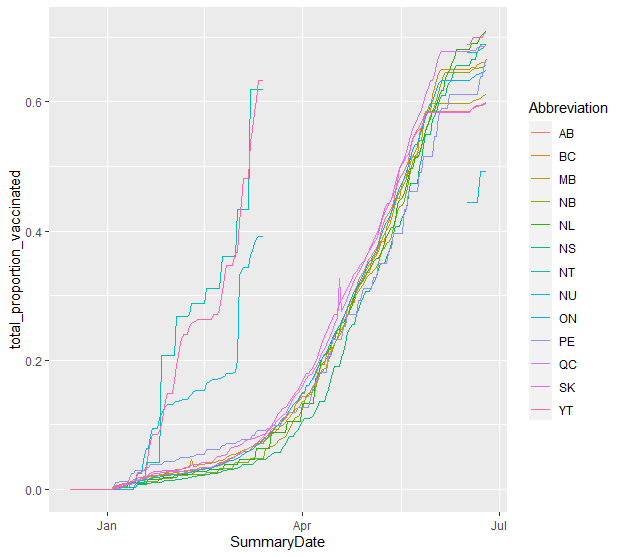 total_proportion_vaccinated
0.6
0.4
0.2
0.0
Jan
Apr
Jul
SummaryDate
Abbreviation
AB
BC
MB
NB
NL
NS
NT
NU
ON
PE
QC
SK
YT